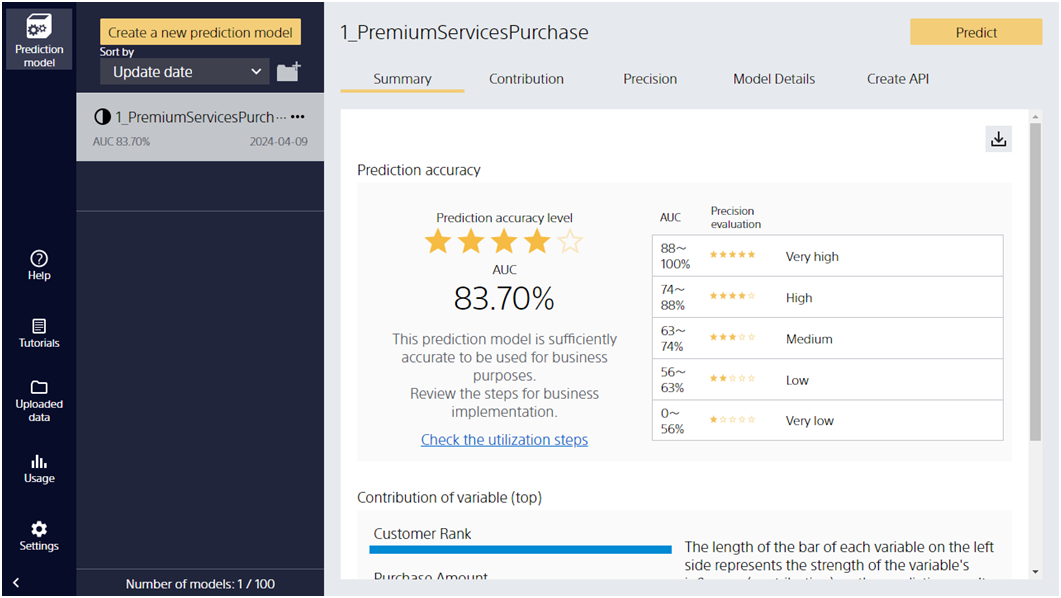 Prediction
model
Help
Tutorials
Uploaded
data
Usage
Settings
Create a new prediction model
Sort by
Update date
1_PremiumServicesPurch ···
AUC 83.70%
2024-04-09
Number of models: 1 / 100
1_PremiumServicesPurchase
Predict
Summary
Contribution
Precision
Model Details
Create API
Prediction accuracy
Prediction accuracy level
AUC
83.70%
This prediction model is sufficiently
accurate to be used for business
purposes.
Review the steps for business
implementation.
Check the utilization steps
AUC
Precision
evaluation
88～
100%
Very high
74～
88%
High
63～
74%
Medium
56～
63%
Low
0～
56%
Very low
Contribution of variable (top)
Customer Rank
Purchase Amount
The length of the bar of each variable on the left
side represents the strength of the variable's